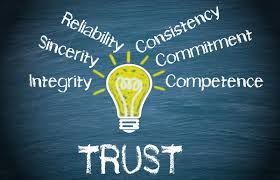 Reliability
Consistency
Sincerity
Commitment
Integrity
Competence
TRUST